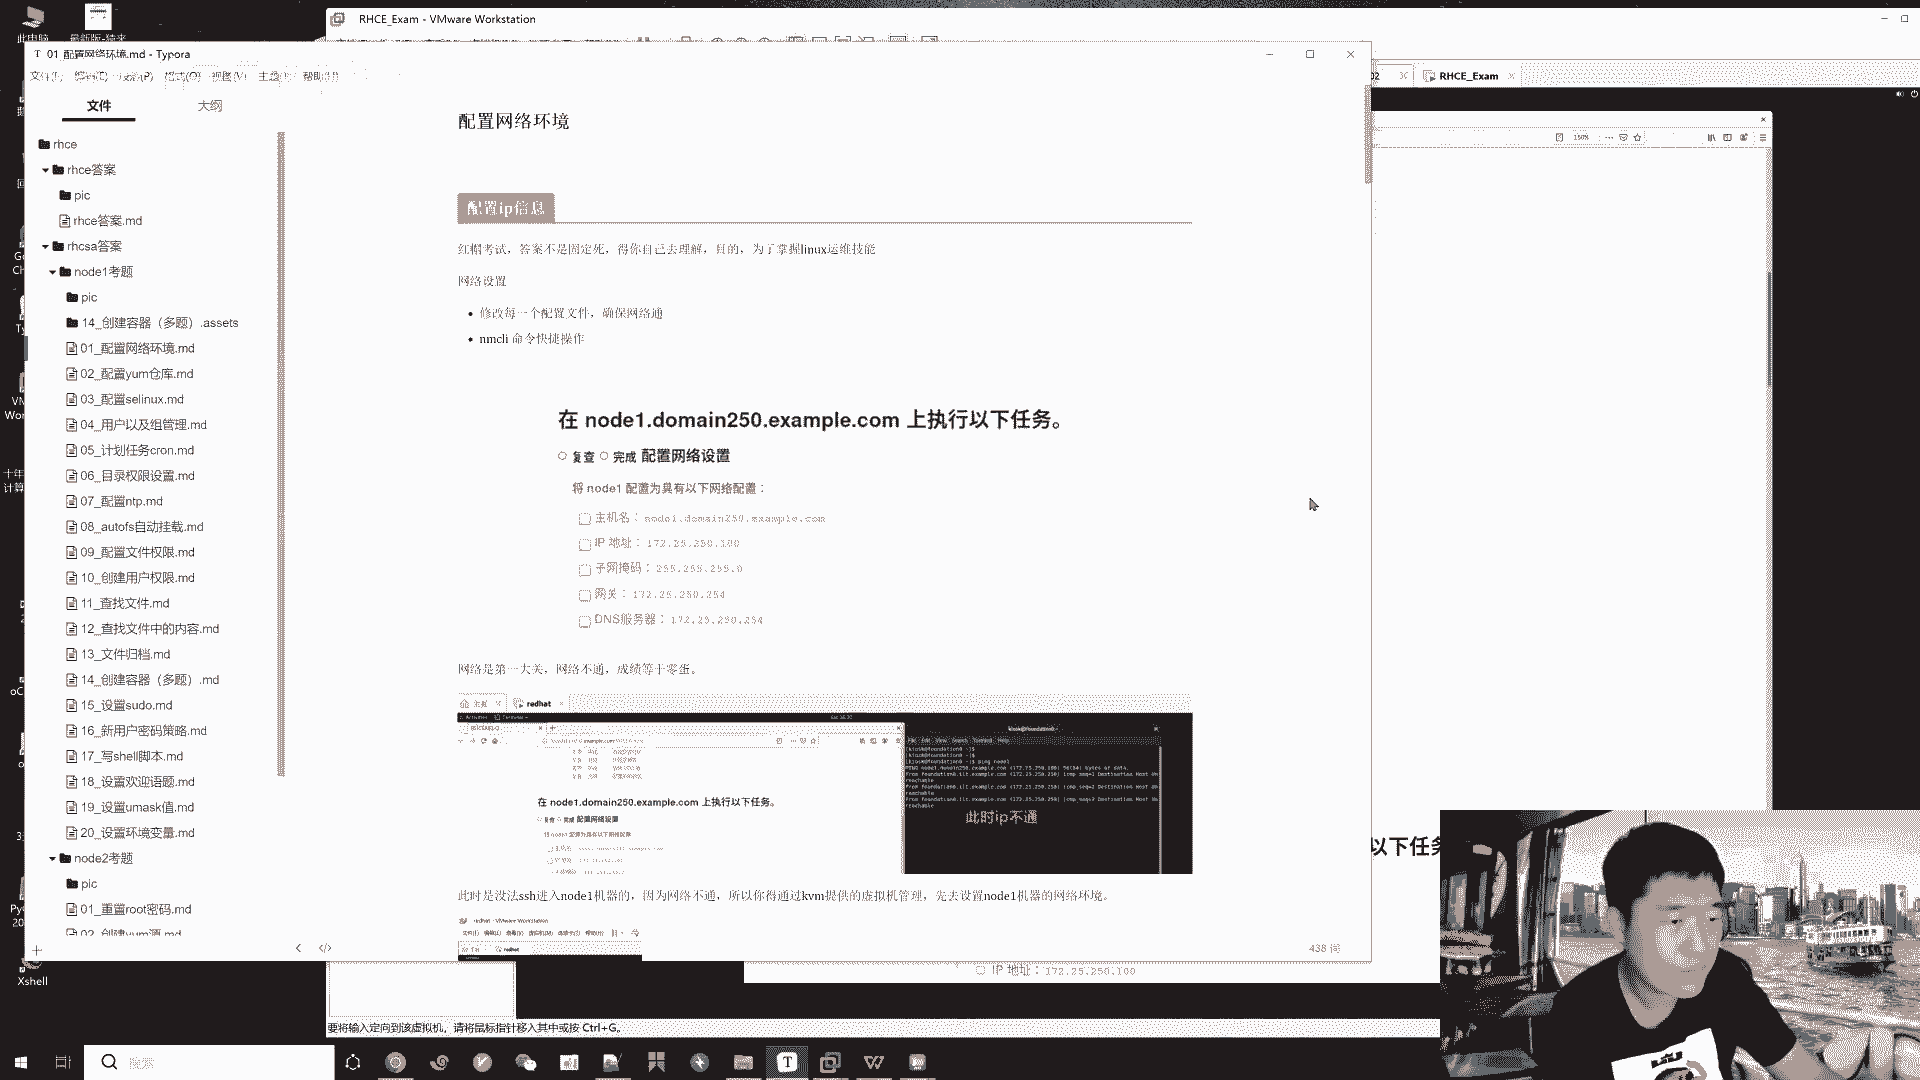 RHCE_Exam - VMware Workstation
T 01_配置网络环境.md - Typora
视图(V)
帮助(H)
RHCE_Exam
文件
大纲
150%
rhce
rhce答案
pic
rhce答案.md
rhcsa答案
node1考题
pic
14_创建容器（多题）.assets
01_配置网络环境.md
02_配置yum仓库.md
03_配置selinux.md
04_用户以及组管理.md
05_计划任务cron.md
06_目录权限设置.md
07_配置ntp.md
08_autofs自动挂载.md
09_配置文件权限.md
10_创建用户权限.md
11_查找文件.md
12_查找文件中的内容.md
13_文件归档.md
14_创建容器（多题）.md
15_设置sudo.md
16_新用户密码策略.md
17_写shell脚本.md
18_设置欢迎语题.md
19_设置umask值.md
20_设置环境变量.md
node2考题
pic
01_重置root密码.md
02_创建yum源.md
配置网络环境
配置ip信息
红帽考试，答案不是固定死，得你自己去理解，目的，为了掌握linux运维技能
网络设置
修改每一个配置文件，确保网络通
nmcli 命令快捷操作
在 node1.domain250.example.com 上执行以下任务。
复查 完成 配置网络设置
将 node1 配置为具有以下网络配置：
主机名：node1.domain250.example.com
IP 地址：172.25.250.100
子网掩码：255.255.255.0
网关：172.25.250.254
DNS服务器：172.25.250.254
网络是第一大关，网络不通，成绩等于零蛋。
redhat
在 node1.domain250.example.com 上执行以下任务。
复查 完成 配置网络设置
此时ip不通
此时是没法ssh进入node1机器的，因为网络不通，所以你得通过kvm提供的虚拟机管理，先去设置node1机器的网络环境。
redhat - VMware Workstation
redhat
438 词
以下任务
IP 地址：172.25.250.100
要将输入定向到该虚拟机，请将鼠标指针移入其中或按 Ctrl+G。
Xshell
搜索